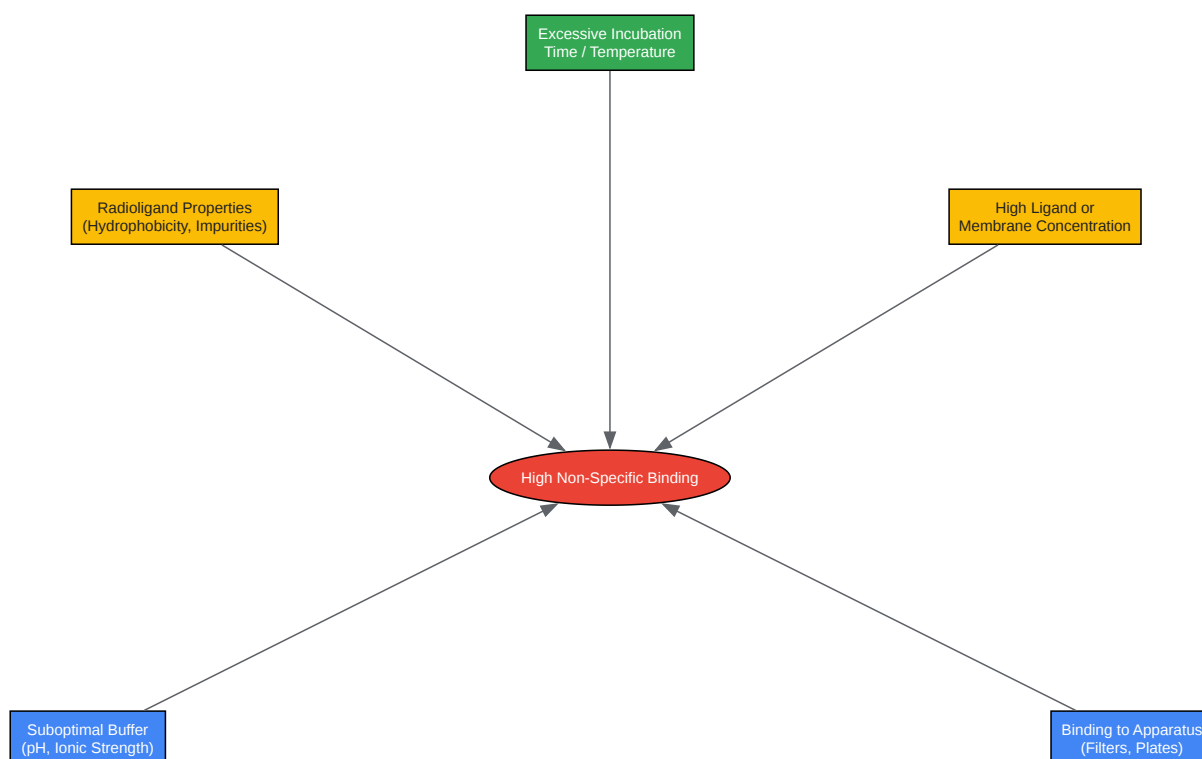 Excessive Incubation
Time / Temperature
Radioligand Properties
(Hydrophobicity, Impurities)
High Ligand or
Membrane Concentration
High Non-Specific Binding
Suboptimal Buffer
(pH, Ionic Strength)
Binding to Apparatus
(Filters, Plates)